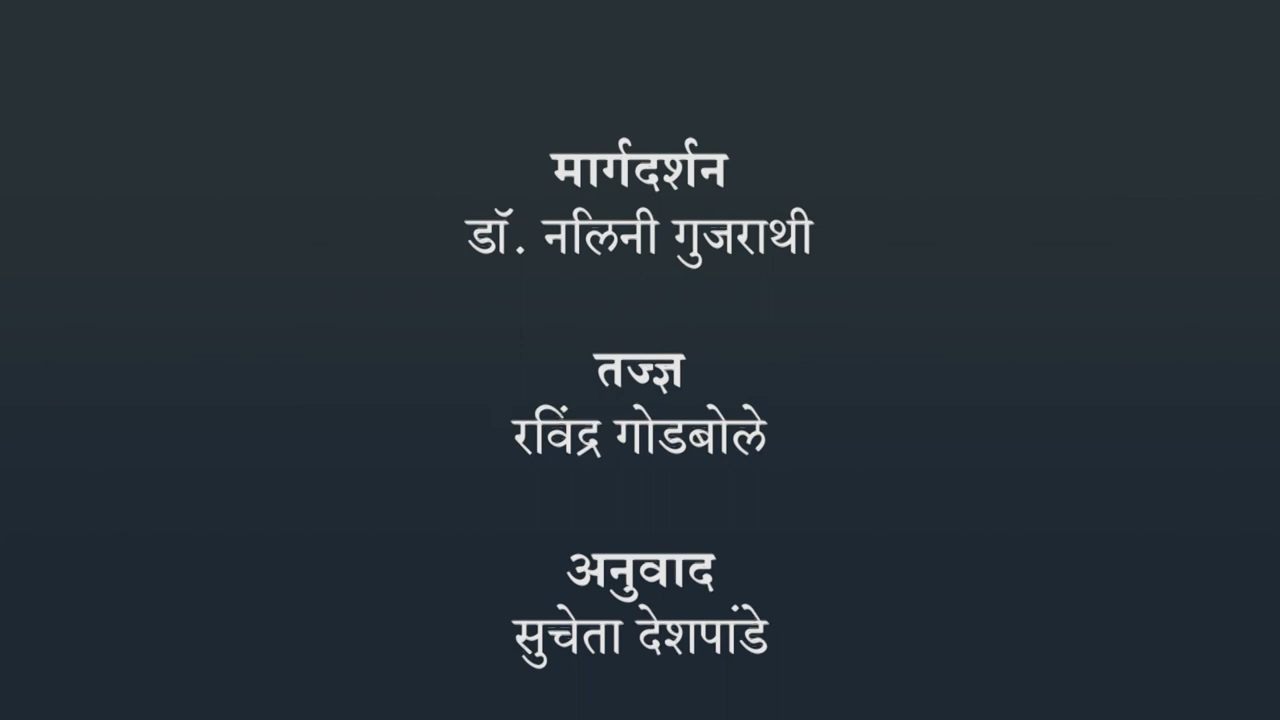 मार्गदर्शन
डॉ. नलिनी गुजराथी
तज्ज्ञ
रविंद्र गोडबोले
अनुवाद
सुचेता देशपांडे